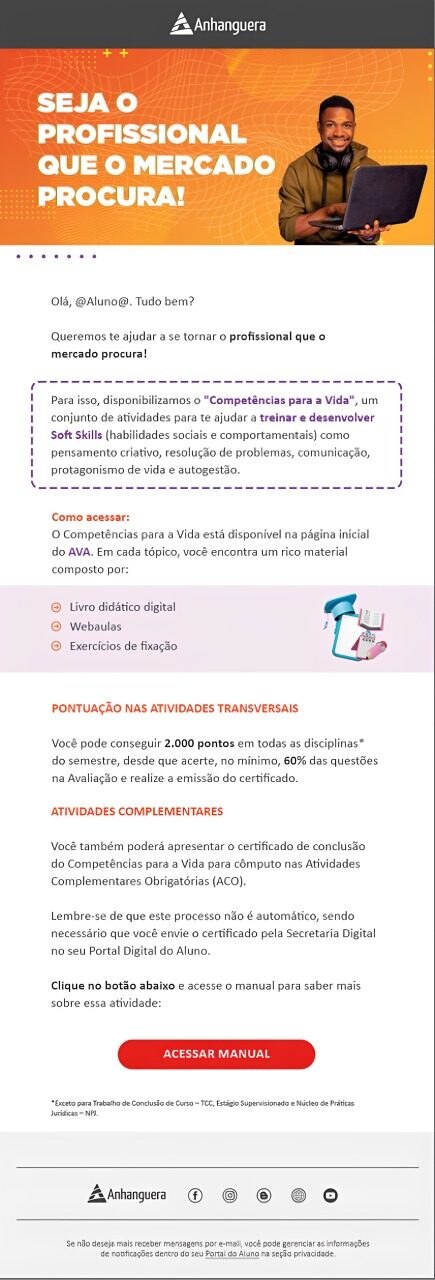 Anhanguera
SEJA O
PROFISSIONAL
QUE O MERCADO
PROCURA!
Olá, @Aluno@. Tudo bem?
Queremos te ajudar a se tornar o profissional que o
mercado procura!
Para isso, disponibilizamos o "Competências para a Vida", um
conjunto de atividades para te ajudar a treinar e desenvolver
Soft Skills (habilidades sociais e comportamentais) como
pensamento criativo, resolução de problemas, comunicação,
protagonismo de vida e autogestão.
Como acessar:
O Competências para a Vida está disponível na página inicial
do AVA. Em cada tópico, você encontra um rico material
composto por:
Livro didático digital
Webaulas
Exercícios de fixação
PONTUAÇÃO NAS ATIVIDADES TRANSVERSAIS
Você pode conseguir 2.000 pontos em todas as disciplinas*
do semestre, desde que acerte, no mínimo, 60% das questões
na Avaliação e realize a emissão do certificado.
ATIVIDADES COMPLEMENTARES
Você também poderá apresentar o certificado de conclusão
do Competências para a Vida para cômputo nas Atividades
Complementares Obrigatórias (ACO).
Lembre-se de que este processo não é automático, sendo
necessário que você envie o certificado pela Secretaria Digital
no seu Portal Digital do Aluno.
Clique no botão abaixo e acesse o manual para saber mais
sobre essa atividade:
ACESSAR MANUAL
*Exceto para Trabalho de Conclusão de Curso – TCC, Estágio Supervisionado e Núcleo de Práticas
Jurídicas – NPJ.
Anhanguera
Se não deseja mais receber mensagens por e-mail, você pode gerenciar as informações
de notificações dentro do seu Portal do Aluno na seção privacidade.